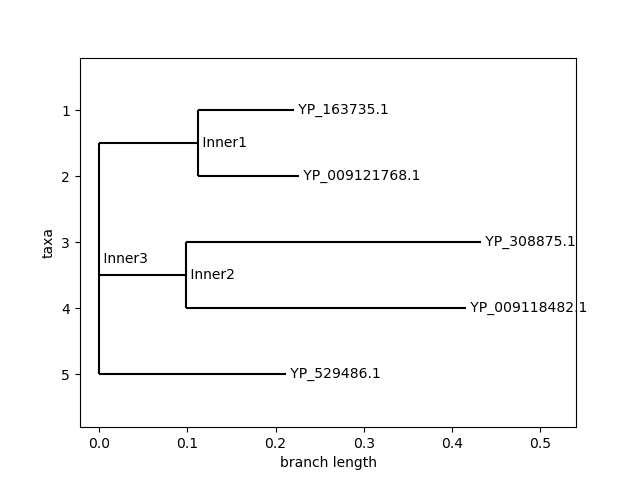 1
YP_163735.1
Inner1
2
YP_009121768.1
3
YP_308875.1
taxa
Inner3
Inner2
4
YP_009118482.1
5
YP_529486.1
0.0 0.1 0.2 0.3 0.4 0.5
branch length